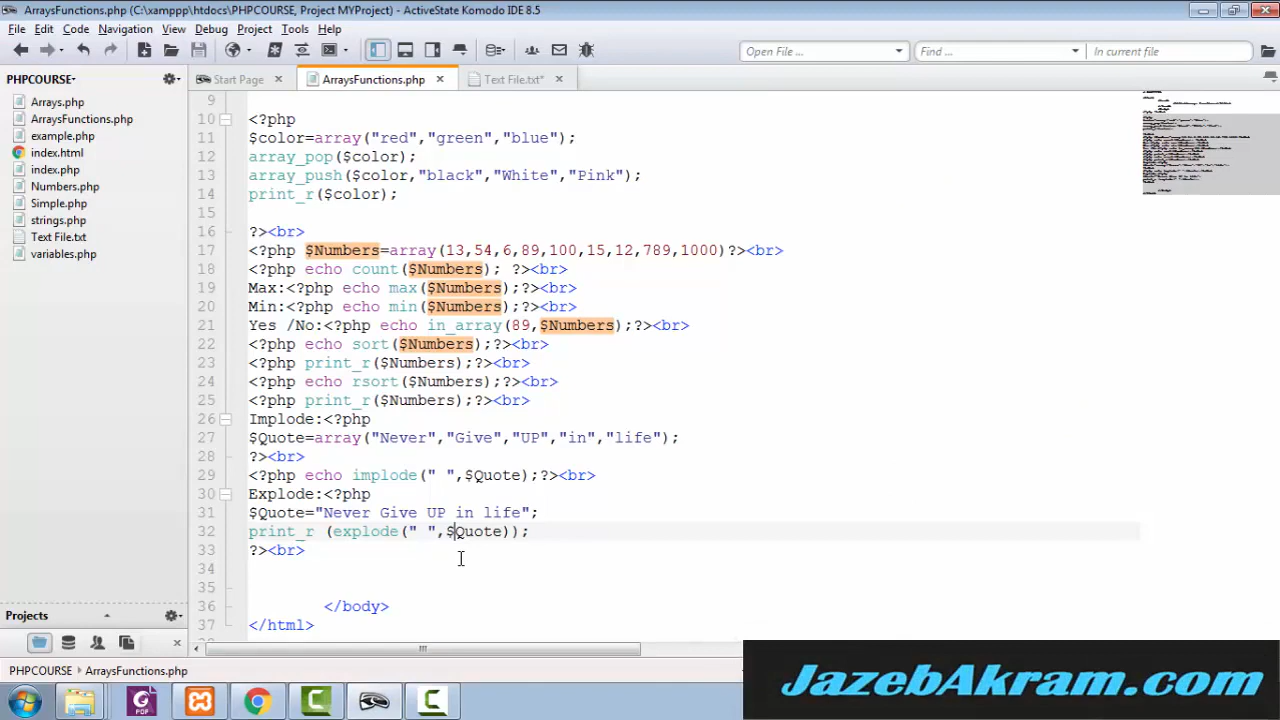 ArraysFunctions.php (C:\xamppp\htdocs\PHPCOURSE, Project MYProject) - ActiveState Komodo IDE 8.5
File Edit Code Navigation View Debug Project Tools Help
Open File... Find ... In current file
PHPCOURSE
Start Page ArraysFunctions.php Text File.txt*
Arrays.php
ArraysFunctions.php
example.php
index.html
index.php
Numbers.php
Simple.php
strings.php
Text File.txt
variables.php
9
10 <?php
11 $color=array("red","green","blue");
12 array_pop($color);
13 array_push($color,"black","White","Pink");
14 print_r($color);
15
16 ?><br>
17 <?php $Numbers=array(13,54,6,89,100,15,12,789,1000)?><br>
18 <?php echo count($Numbers); ?><br>
19 Max:<?php echo max($Numbers);?><br>
20 Min:<?php echo min($Numbers);?><br>
21 Yes /No:<?php echo in_array(89,$Numbers);?><br>
22 <?php echo sort($Numbers);?><br>
23 <?php print_r($Numbers);?><br>
24 <?php echo rsort($Numbers);?><br>
25 <?php print_r($Numbers);?><br>
26 Implode:<?php
27 $Quote=array("Never","Give","UP","in","life");
28 ?><br>
29 <?php echo implode(" ",$Quote);?><br>
30 Explode:<?php
31 $Quote="Never Give UP in life";
32 print_r (explode(" ",$Quote));
33 ?><br>
34
35
36 </body>
37 </html>
Projects
PHPCOURSE ArraysFunctions.php
JazebAkram.com